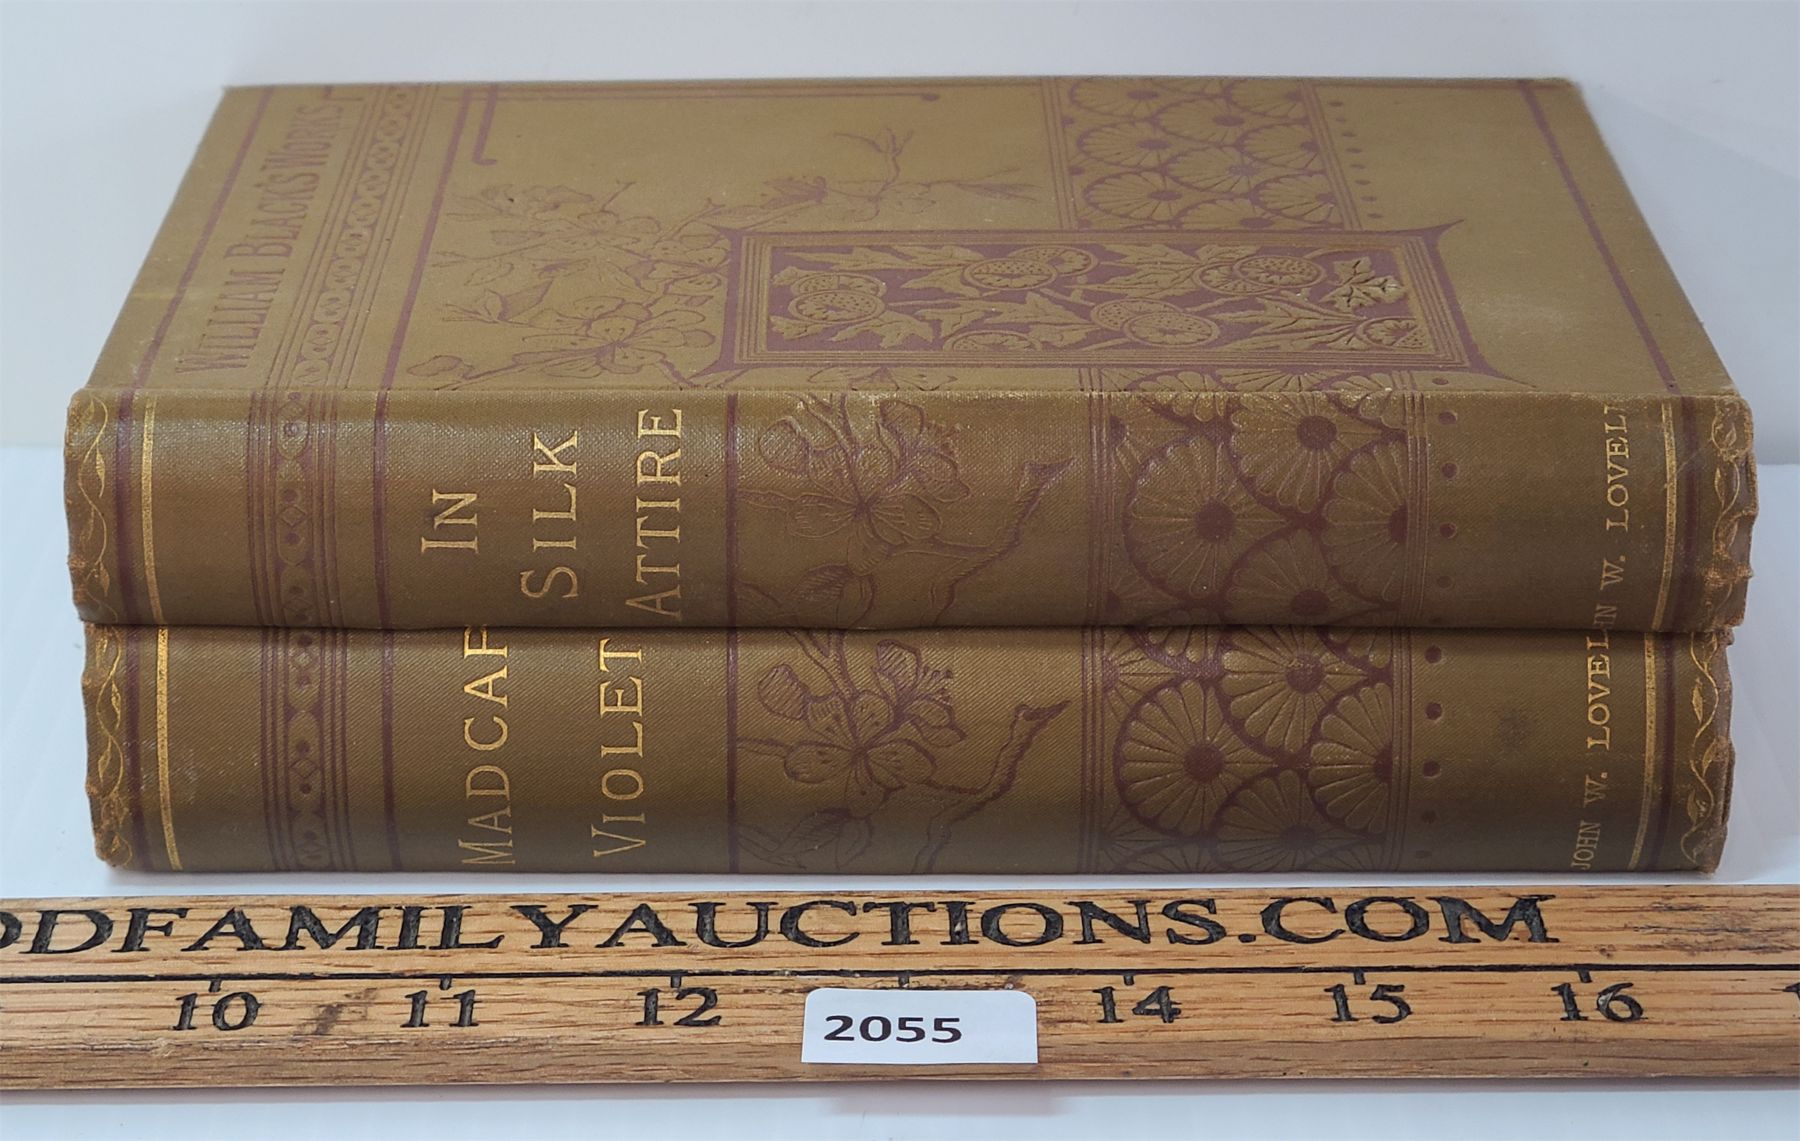 WILLIAM BLACK'S WORKS
IN
SILK
ATTIRE
JOHN W. LOVELL
MADCAP
VIOLET
JOHN W. LOVELL
ODFAMILYAUCTIONS.COM
10 11 12 14 15 16
2055